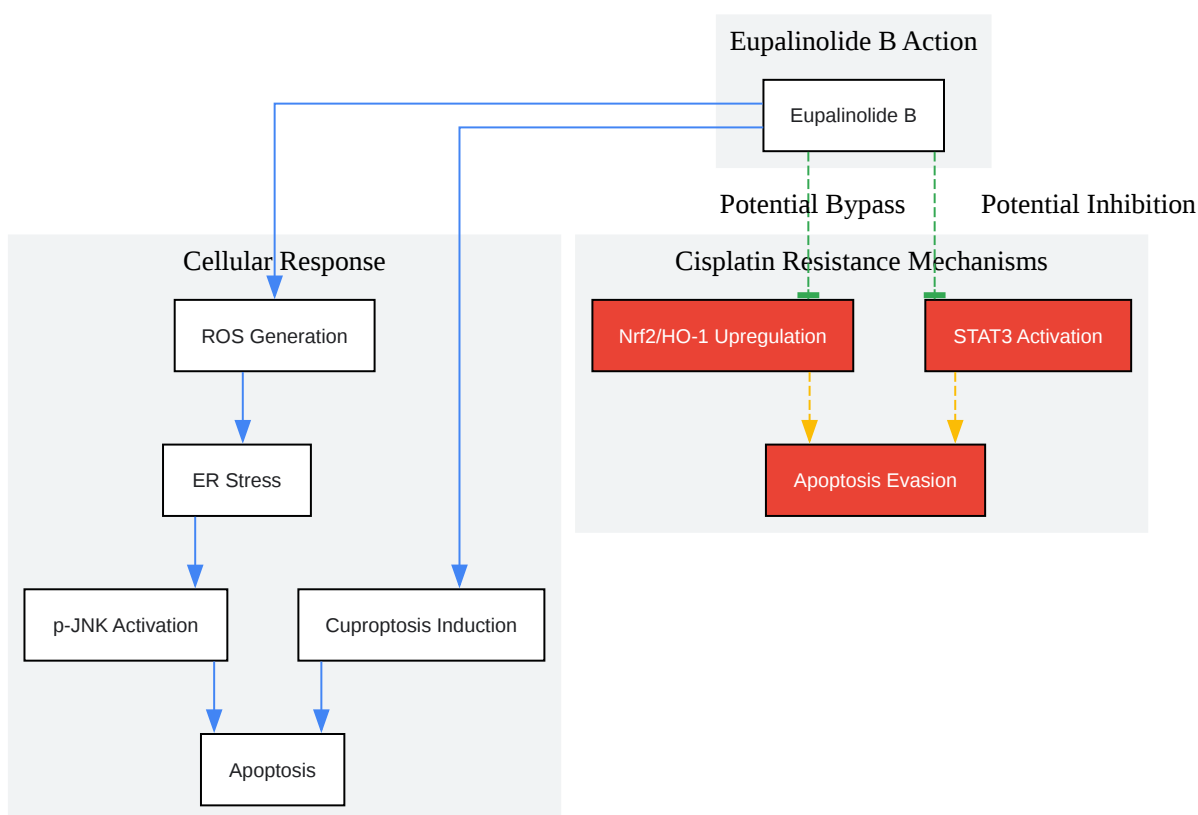 Eupalinolide B Action
Eupalinolide B
Potential Bypass
Potential Inhibition
Cellular Response
Cisplatin Resistance Mechanisms
ROS Generation
Nrf2/HO-1 Upregulation
STAT3 Activation
ER Stress
Apoptosis Evasion
p-JNK Activation
Cuproptosis Induction
Apoptosis